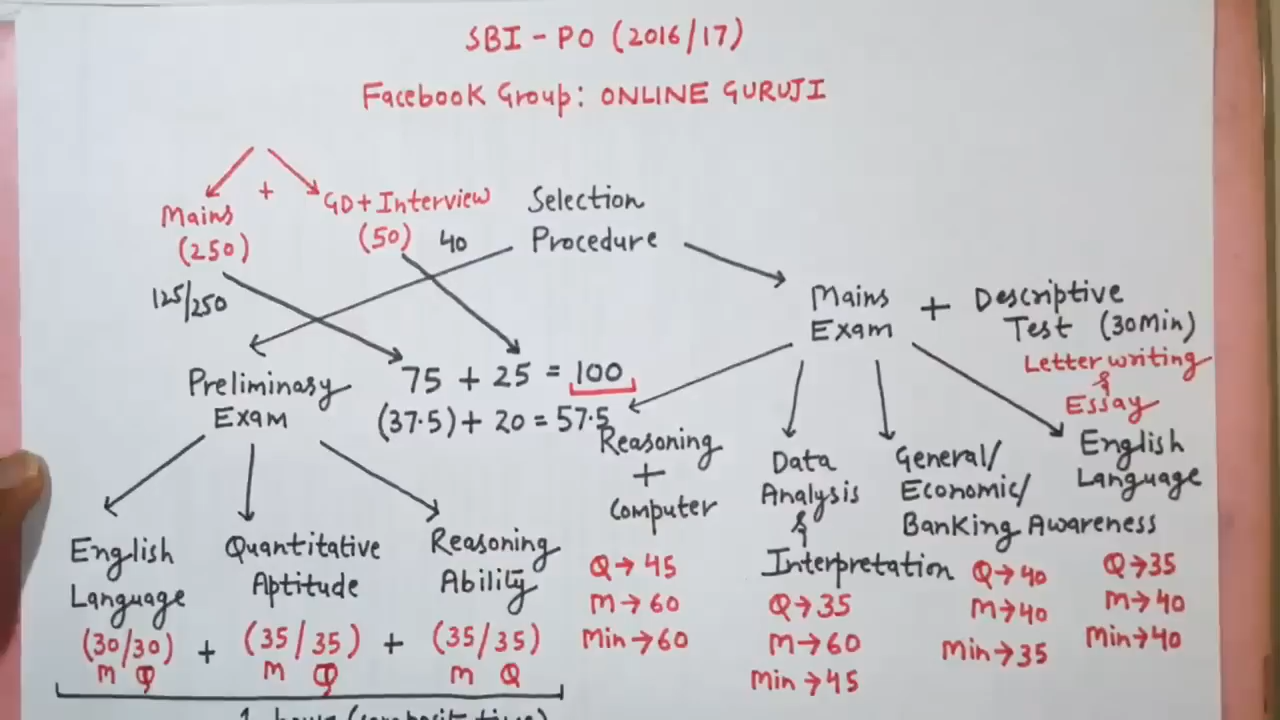 SBI - PO (2016/17)
Facebook Group: ONLINE GURUJI
Mains + GD+Interview
(250) (50) 40
125/250
Selection
Procedure
75 + 25 = 100
(37.5) + 20 = 57.5
Preliminary
Exam
English
Language
(30/30) +
M Q
Quantitative
Aptitude
(35/35) +
M Q
Reasoning
Ability
(35/35)
M Q
1 hour
Mains
Exam
+ Descriptive
Test (30Min)
Letter writing
&
Essay
Reasoning
+
Computer
Q→45
M→60
Min→60
Data
Analysis
&
Interpretation
Q→35
M→60
Min→45
General/
Economic/
Banking Awareness
Q→40
M→40
Min→35
English
Language
Q→35
M→40
Min→40